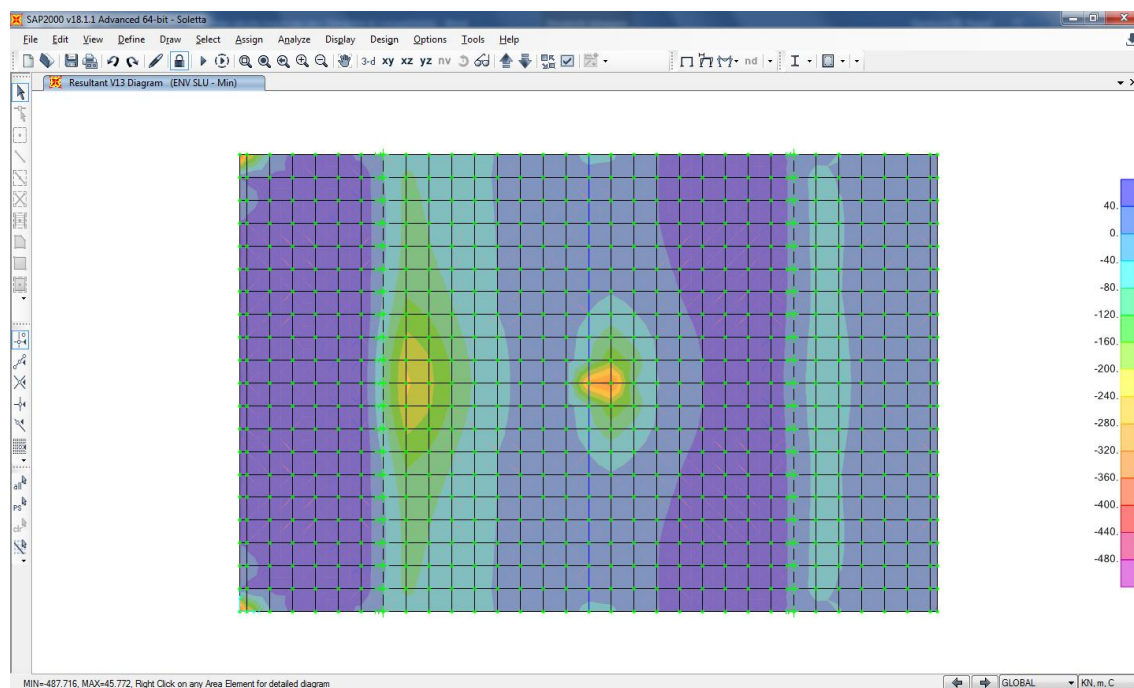 SAP2000 v18.1.1 Advanced 64-bit - Soletta
File Edit View Define Draw Select Assign Analyze Display Design Options Tools Help
3-d xy xz yz nv nd
Resultant V13 Diagram (ENV SLU - Min)
40.
0.
-40.
-80.
-120.
-160.
-200.
-240.
-280.
-320.
-360.
-400.
-440.
-480.
all
PS
clr
MIN=-487.716, MAX=45.772, Right Click on any Area Element for detailed diagram
GLOBAL
KN, m, C